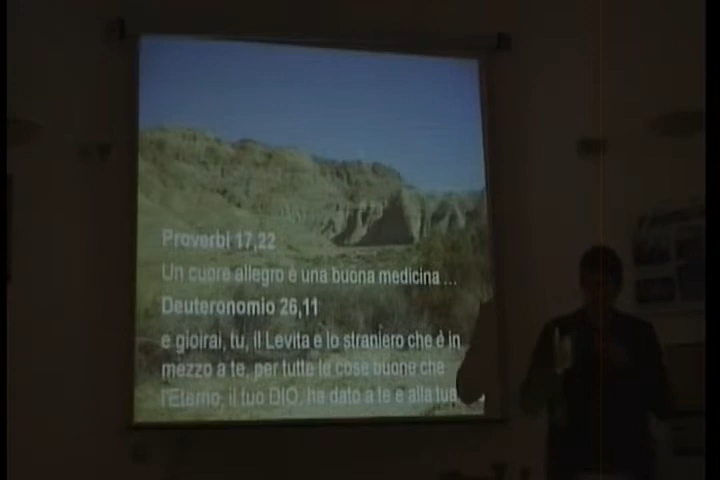 Proverbi 17,22
Un cuore allegro è una buona medicina ...
Deuteronomio 26,11
e gioirai, tu, il Levita e lo straniero che è in
mezzo a te, per tutte le cose buone che
l'Eterno, il tuo DIO, ha dato a te e alla tua